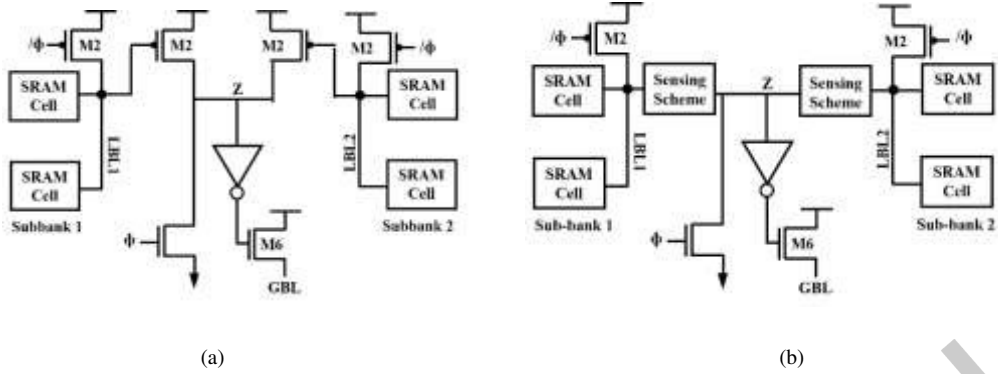 /ф M2 M2 M2 M2 /ф
SRAM Cell
SRAM Cell
LBL1
Subbank 1
Z
ф
M6
GBL
LBL2
SRAM Cell
SRAM Cell
Subbank 2
(a)
/ф M2 M2 /ф
SRAM Cell
SRAM Cell
LBL1
Sub-bank 1
Sensing Scheme
Z
Sensing Scheme
ф
M6
GBL
LBL2
SRAM Cell
SRAM Cell
Sub-bank 2
(b)